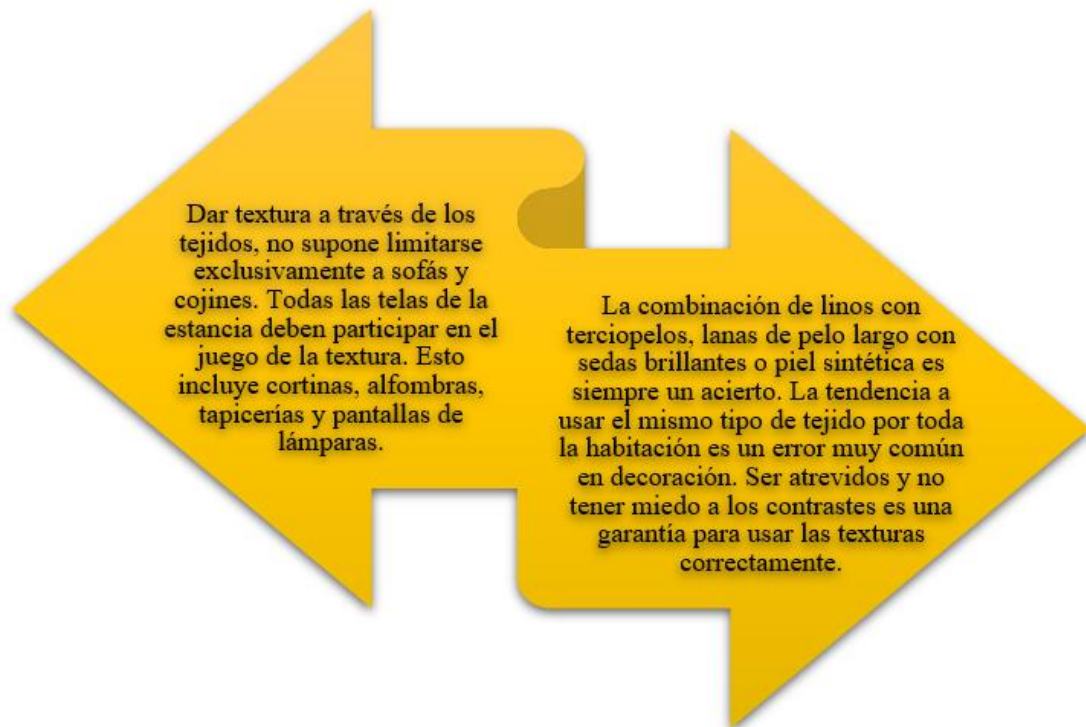 Dar textura a través de los
tejidos, no supone limitarse
exclusivamente a sofás y
cojines. Todas las telas de la
estancia deben participar en el
juego de la textura. Esto
incluye cortinas, alfombras,
tapicerías y pantallas de
lámparas.
La combinación de linos con
terciopelos, lanas de pelo largo con
sedas brillantes o piel sintética es
siempre un acierto. La tendencia a
usar el mismo tipo de tejido por toda
la habitación es un error muy común
en decoración. Ser atrevidos y no
tener miedo a los contrastes es una
garantía para usar las texturas
correctamente.